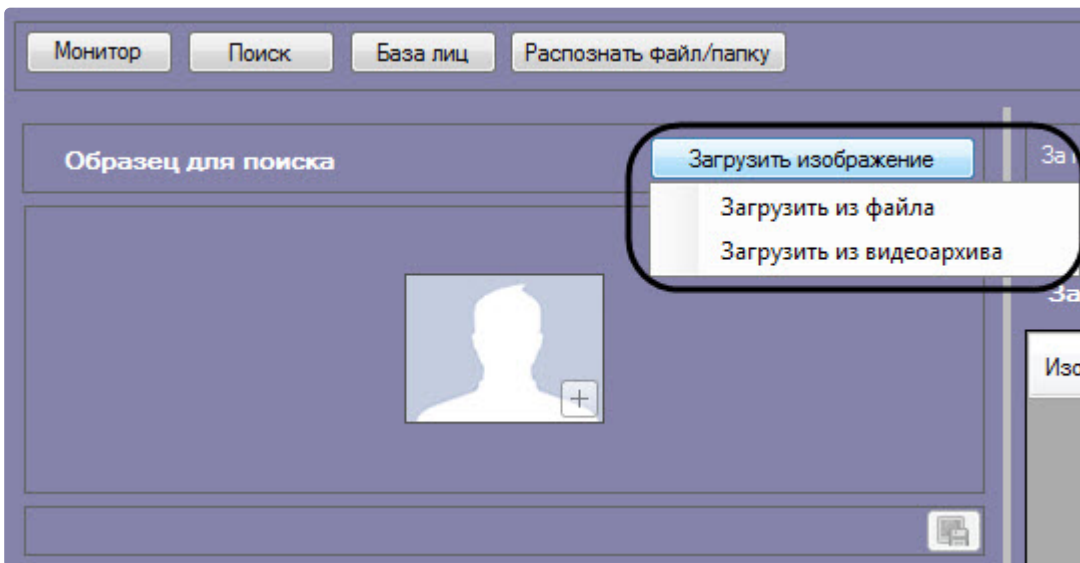 Монитор Поиск База лиц Распознать файл/папку
Образец для поиска
Загрузить изображение
Загрузить из файла
Загрузить из видеоархива